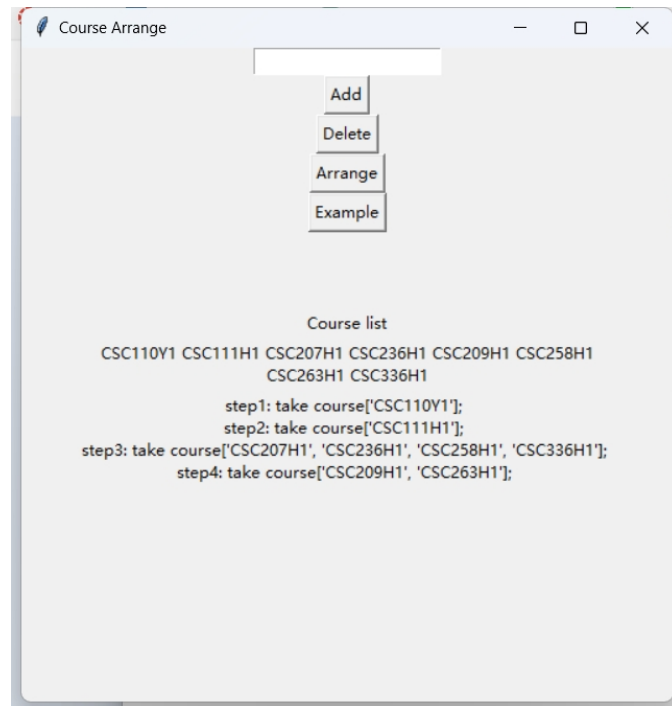 Course Arrange
Add
Delete
Arrange
Example
Course list
CSC110Y1 CSC111H1 CSC207H1 CSC236H1 CSC209H1 CSC258H1
CSC263H1 CSC336H1
step1: take course['CSC110Y1'];
step2: take course['CSC111H1'];
step3: take course['CSC207H1', 'CSC236H1', 'CSC258H1', 'CSC336H1'];
step4: take course['CSC209H1', 'CSC263H1'];